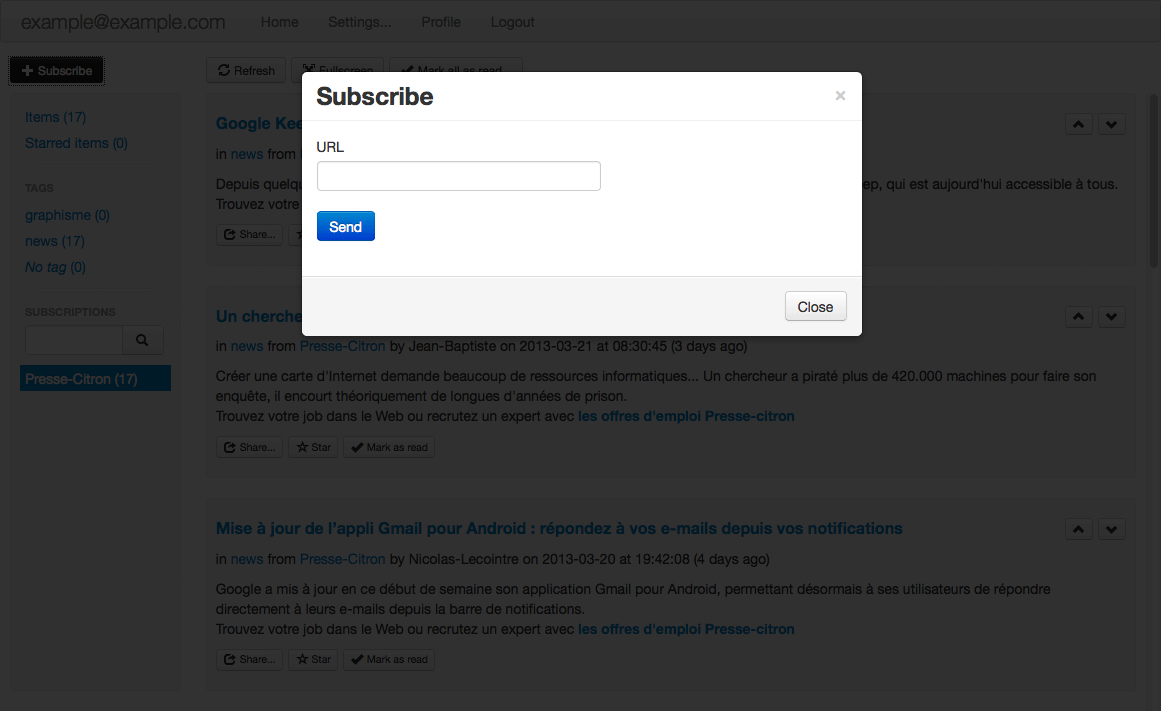 example@example.com Home Settings... Profile Logout
Subscribe Refresh Fullscreen Mark all as read
Subscribe ×
URL
Send
Close
Items (17)
Starred items (0)
TAGS
graphisme (0)
news (17)
No tag (0)
SUBSCRIPTIONS
Presse-Citron (17)
Google
in news from
Depuis ep, qui est aujourd'hui accessible à tous.
Trouvez votre
Share...
Un
in news from Presse-Citron by Jean-Baptiste on 2013-03-21 at 08:30:45 (3 days ago)
Créer une carte d'Internet demande beaucoup de ressources informatiques... Un chercheur a piraté plus de 420.000 machines pour faire son
enquête, il encourt théoriquement de longues d'années de prison.
Trouvez votre job dans le Web ou recrutez un expert avec les offres d'emploi Presse-citron
Share... Star Mark as read
Mise à jour de l'appli Gmail pour Android : répondez à vos e-mails depuis vos notifications
in news from Presse-Citron by Nicolas-Lecointre on 2013-03-20 at 19:42:08 (4 days ago)
Google a mis à jour en ce début de semaine son application Gmail pour Android, permettant désormais à ses utilisateurs de répondre
directement à leurs e-mails depuis la barre de notifications.
Trouvez votre job dans le Web ou recrutez un expert avec les offres d'emploi Presse-citron
Share... Star Mark as read